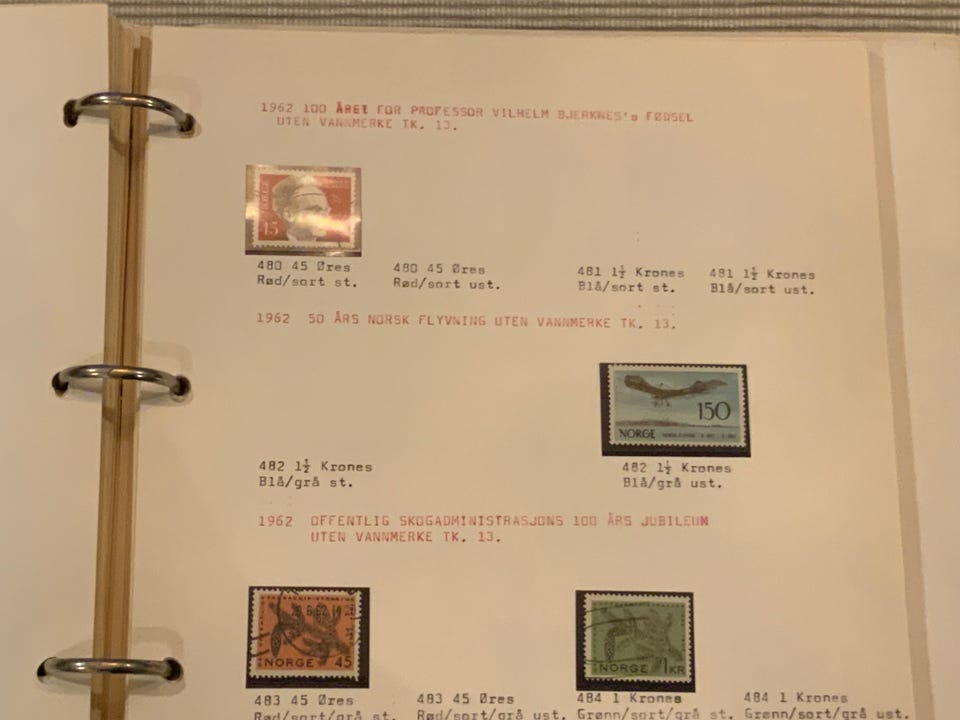 1962 100 ÅRET FOR PROFESSOR VILHELM BJERKNES's FØDSEL
UTEN VANNMERKE TK. 13.
45
480 45 Øres
Rød/sort st.
480 45 Øres
Rød/sort ust.
481 1½ Krones
Blå/sort st.
481 1½ Krones
Blå/sort ust.
1962 50 ÅRS NORSK FLYVNING UTEN VANNMERKE TK. 13.
150
NORGE
482 1½ Krones
Blå/grå st.
482 1½ Krones
Blå/grå ust.
1962 OFFENTLIG SKOGADMINISTRASJONS 100 ÅRS JUBILEUM
UTEN VANNMERKE TK. 13.
NORGE 45
NORGE 1KR
483 45 Øres
Rød/sort/grå st.
483 45 Øres
Rød/sort/grå ust.
484 1 Krones
Grønn/sort/grå st.
484 1 Krones
Grønn/sort/grå ust.